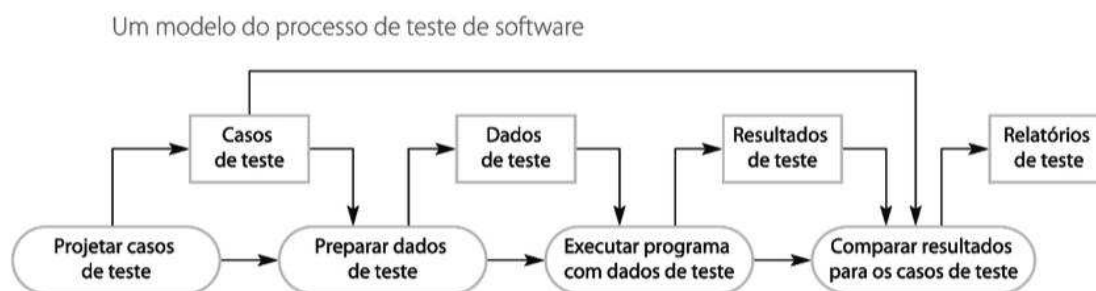 Um modelo do processo de teste de software
Casos
de teste
Dados
de teste
Resultados
de teste
Relatórios
de teste
Projetar casos
de teste
Preparar dados
de teste
Executar programa
com dados de teste
Comparar resultados
para os casos de teste